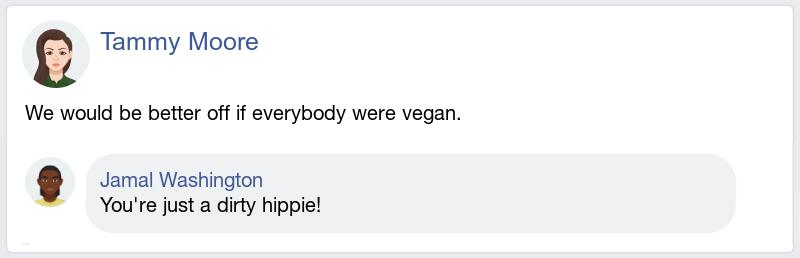 Tammy Moore
We would be better off if everybody were vegan.
Jamal Washington
You're just a dirty hippie!